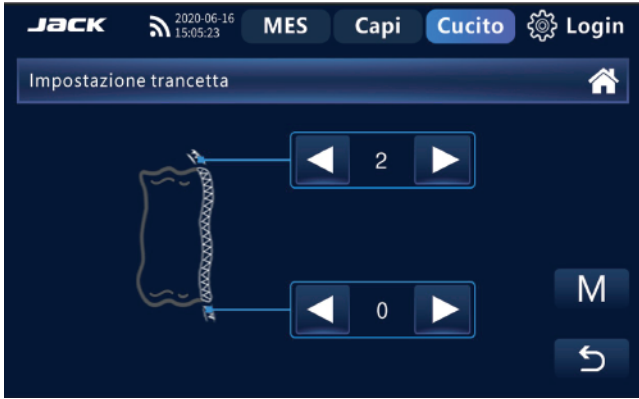 JACK
2020-06-16
15:05:23
MES
Capi
Cucito
Login
Impostazione trancetta
2
0
M